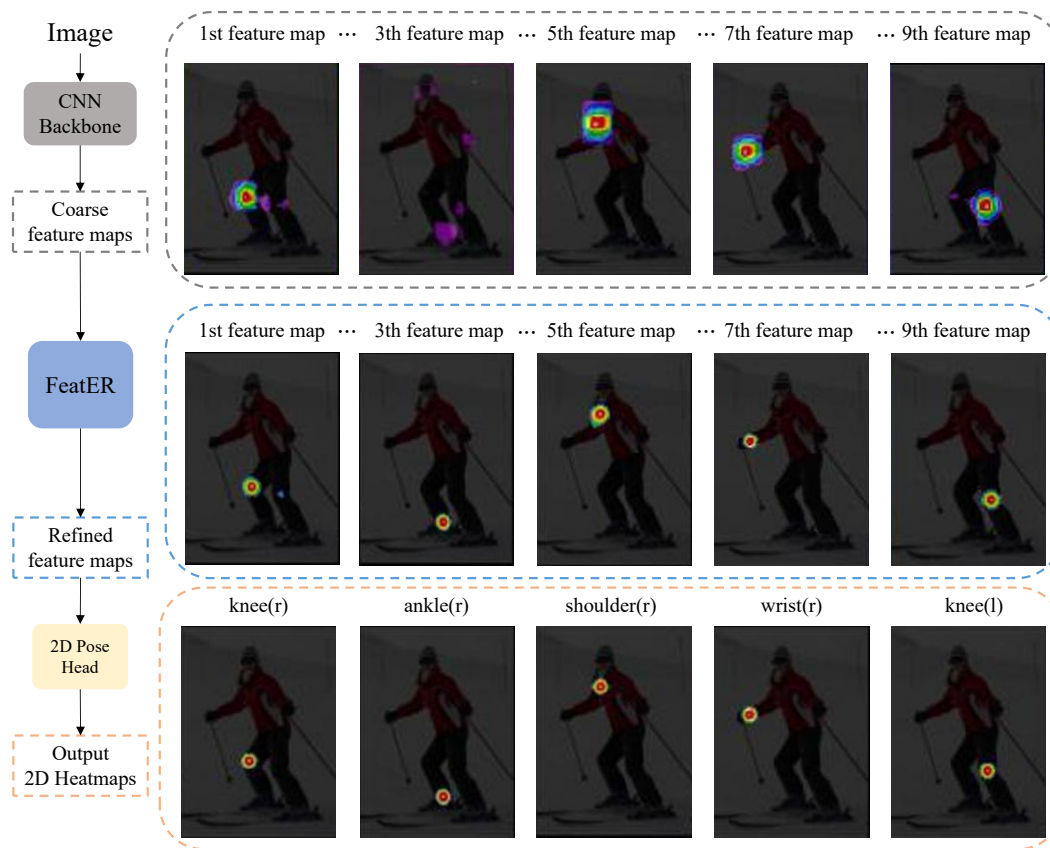 Image
CNN
Backbone
Coarse
feature maps
FeatER
Refined
feature maps
2D Pose
Head
Output
2D Heatmaps
1st feature map ··· 3th feature map ··· 5th feature map ··· 7th feature map ··· 9th feature map
1st feature map ··· 3th feature map ··· 5th feature map ··· 7th feature map ··· 9th feature map
knee(r) ankle(r) shoulder(r) wrist(r) knee(l)